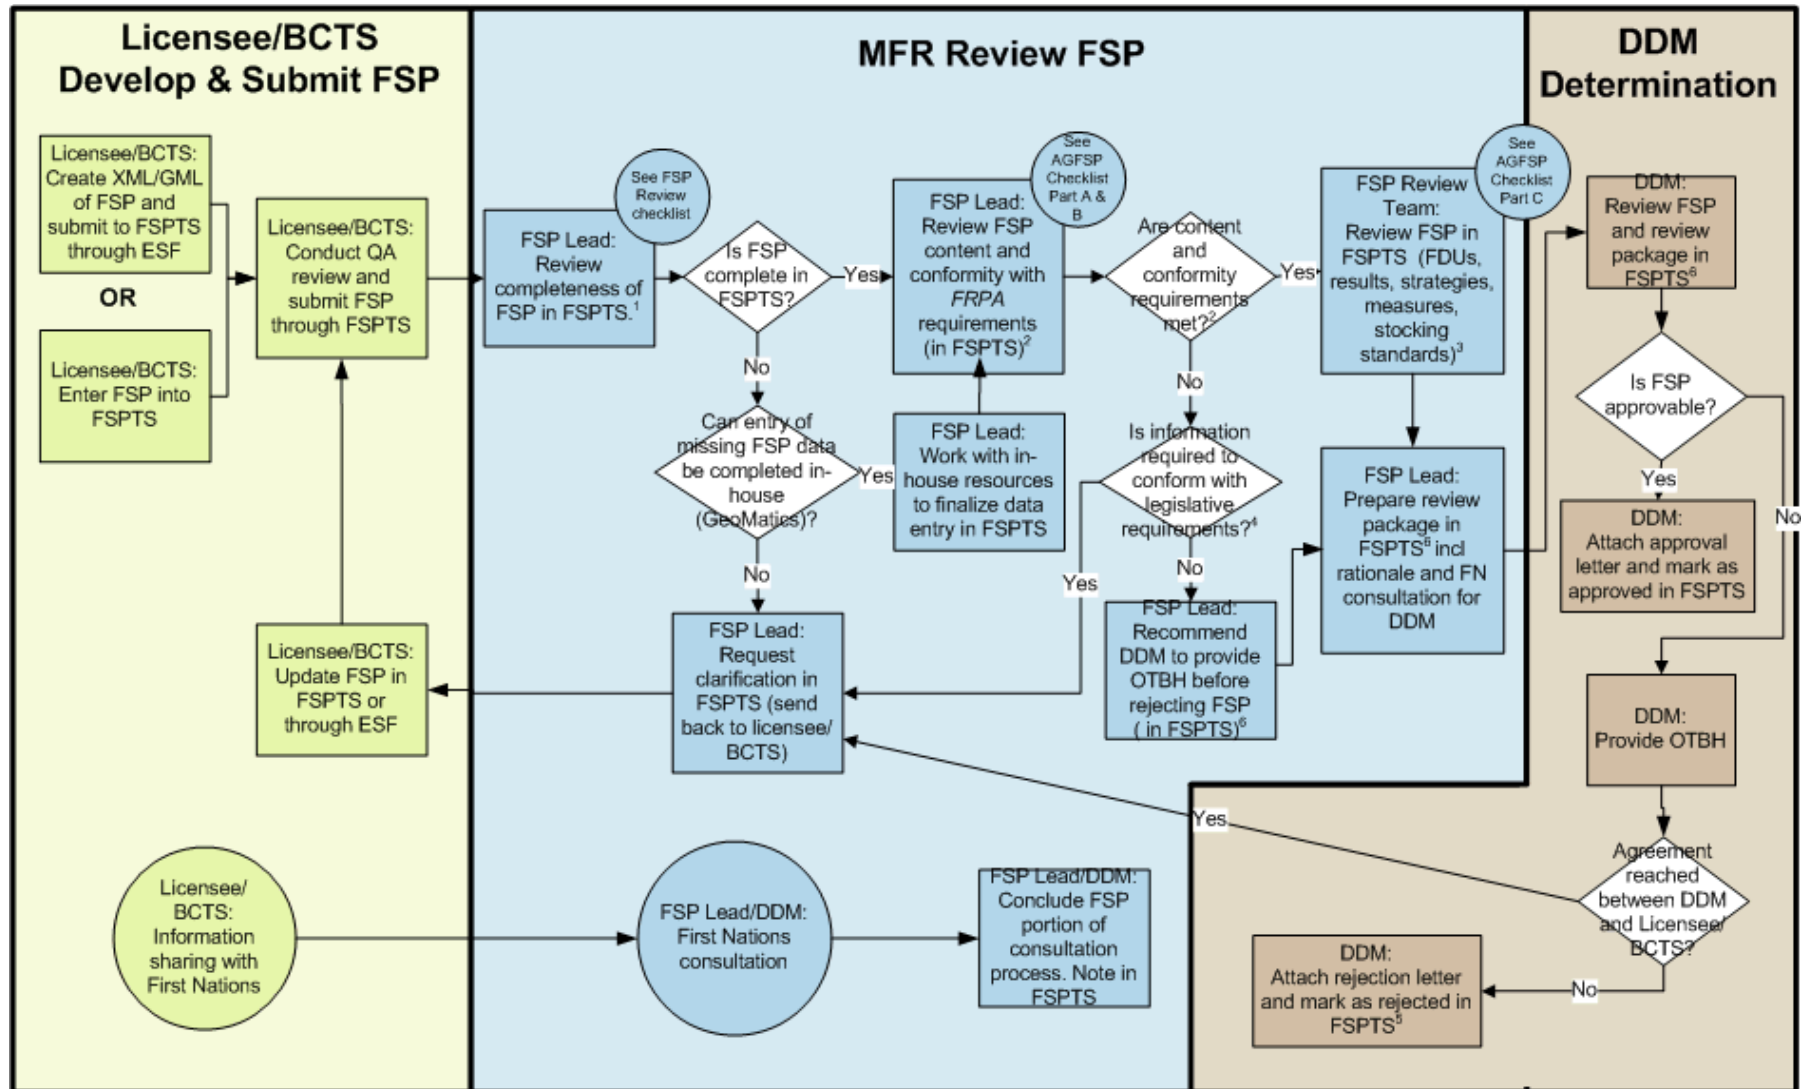 Licensee/BCTS
Develop & Submit FSP
MFR Review FSP
DDM
Determination
Licensee/BCTS:
Create XML/GML
of FSP and
submit to FSPTS
through ESF
OR
Licensee/BCTS:
Enter FSP into
FSPTS
Licensee/BCTS:
Conduct QA
review and
submit FSP
through FSPTS
Licensee/BCTS:
Update FSP in
FSPTS or
through ESF
Licensee/
BCTS:
Information
sharing with
First Nations
See FSP
Review
checklist
FSP Lead:
Review
completeness of
FSP in FSPTS.¹
Is FSP
complete in
FSPTS?
Yes
No
Can entry of
missing FSP data
be completed in-
house
(GeoMatics)?
Yes
No
FSP Lead:
Request
clarification in
FSPTS (send
back to licensee/
BCTS)
See
AGFSP
Checklist
Part A &
B
FSP Lead:
Review FSP
content and
conformity with
FRPA
requirements
(in FSPTS)²
FSP Lead:
Work with in-
house resources
to finalize data
entry in FSPTS
Are content
and
conformity
requirements
met?²
Yes
No
Is information
required to
conform with
legislative
requirements?⁴
Yes
No
FSP Lead:
Recommend
DDM to provide
OTBH before
rejecting FSP
( in FSPTS)⁶
See
AGFSP
Checklist
Part C
FSP Review
Team:
Review FSP in
FSPTS (FDUs,
results, strategies,
measures,
stocking
standards)³
FSP Lead:
Prepare review
package in
FSPTS⁶ incl
rationale and FN
consultation for
DDM
FSP Lead/DDM:
First Nations
consultation
FSP Lead/DDM:
Conclude FSP
portion of
consultation
process. Note in
FSPTS
DDM:
Review FSP
and review
package in
FSPTS⁶
Is FSP
approvable?
Yes
No
DDM:
Attach approval
letter and mark as
approved in FSPTS
DDM:
Provide OTBH
Agreement
reached
between DDM
and Licensee/
BCTS?
Yes
No
DDM:
Attach rejection letter
and mark as rejected in
FSPTS⁵